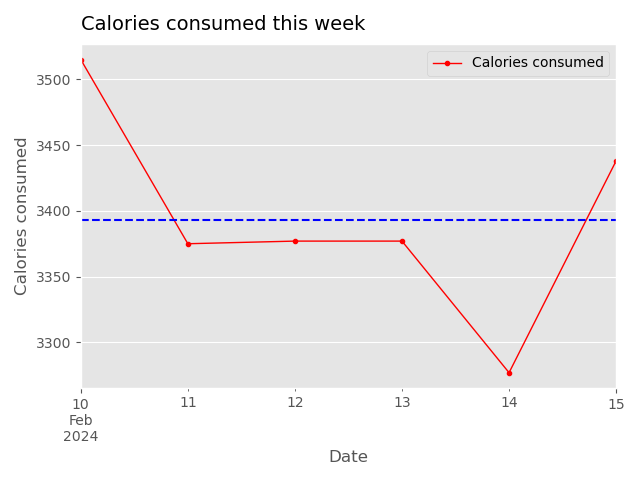 Calories consumed this week
Calories consumed
3500
3450
3400
3350
3300
Calories consumed
10
Feb
2024
11
12
13
14
15
Date